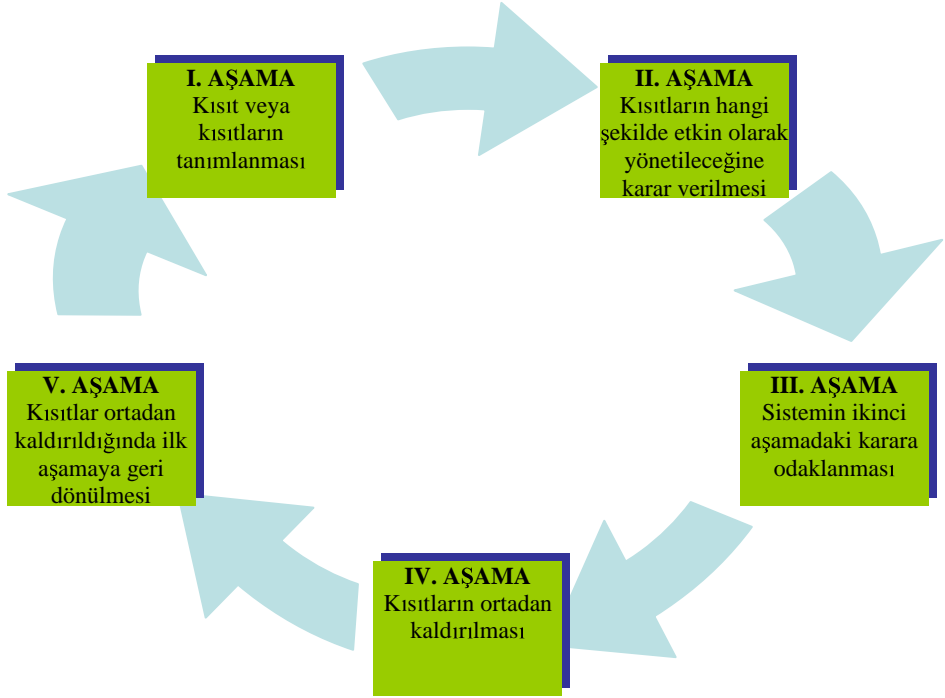 I. AŞAMA
Kısıt veya
kısıtların
tanımlanması
II. AŞAMA
Kısıtların hangi
şekilde etkin olarak
yönetileceğine
karar verilmesi
III. AŞAMA
Sistemin ikinci
aşamadaki karara
odaklanması
IV. AŞAMA
Kısıtların ortadan
kaldırılması
V. AŞAMA
Kısıtlar ortadan
kaldırıldığında ilk
aşamaya geri
dönülmesi